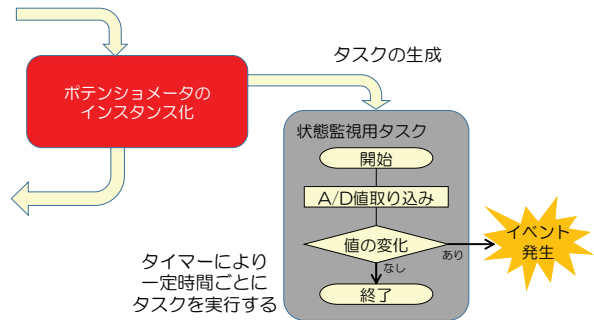 タスクの生成
ポテンショメータの
インスタンス化
状態監視用タスク
開始
A/D値取り込み
値の変化
あり
なし
終了
イベント
発生
タイマーにより
一定時間ごとに
タスクを実行する